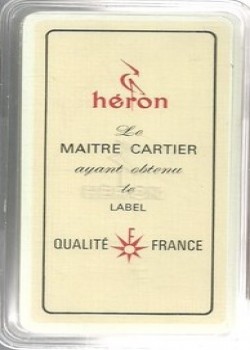 héron
Le
MAITRE CARTIER
ayant obtenu
le
LABEL
QUALITÉ F FRANCE